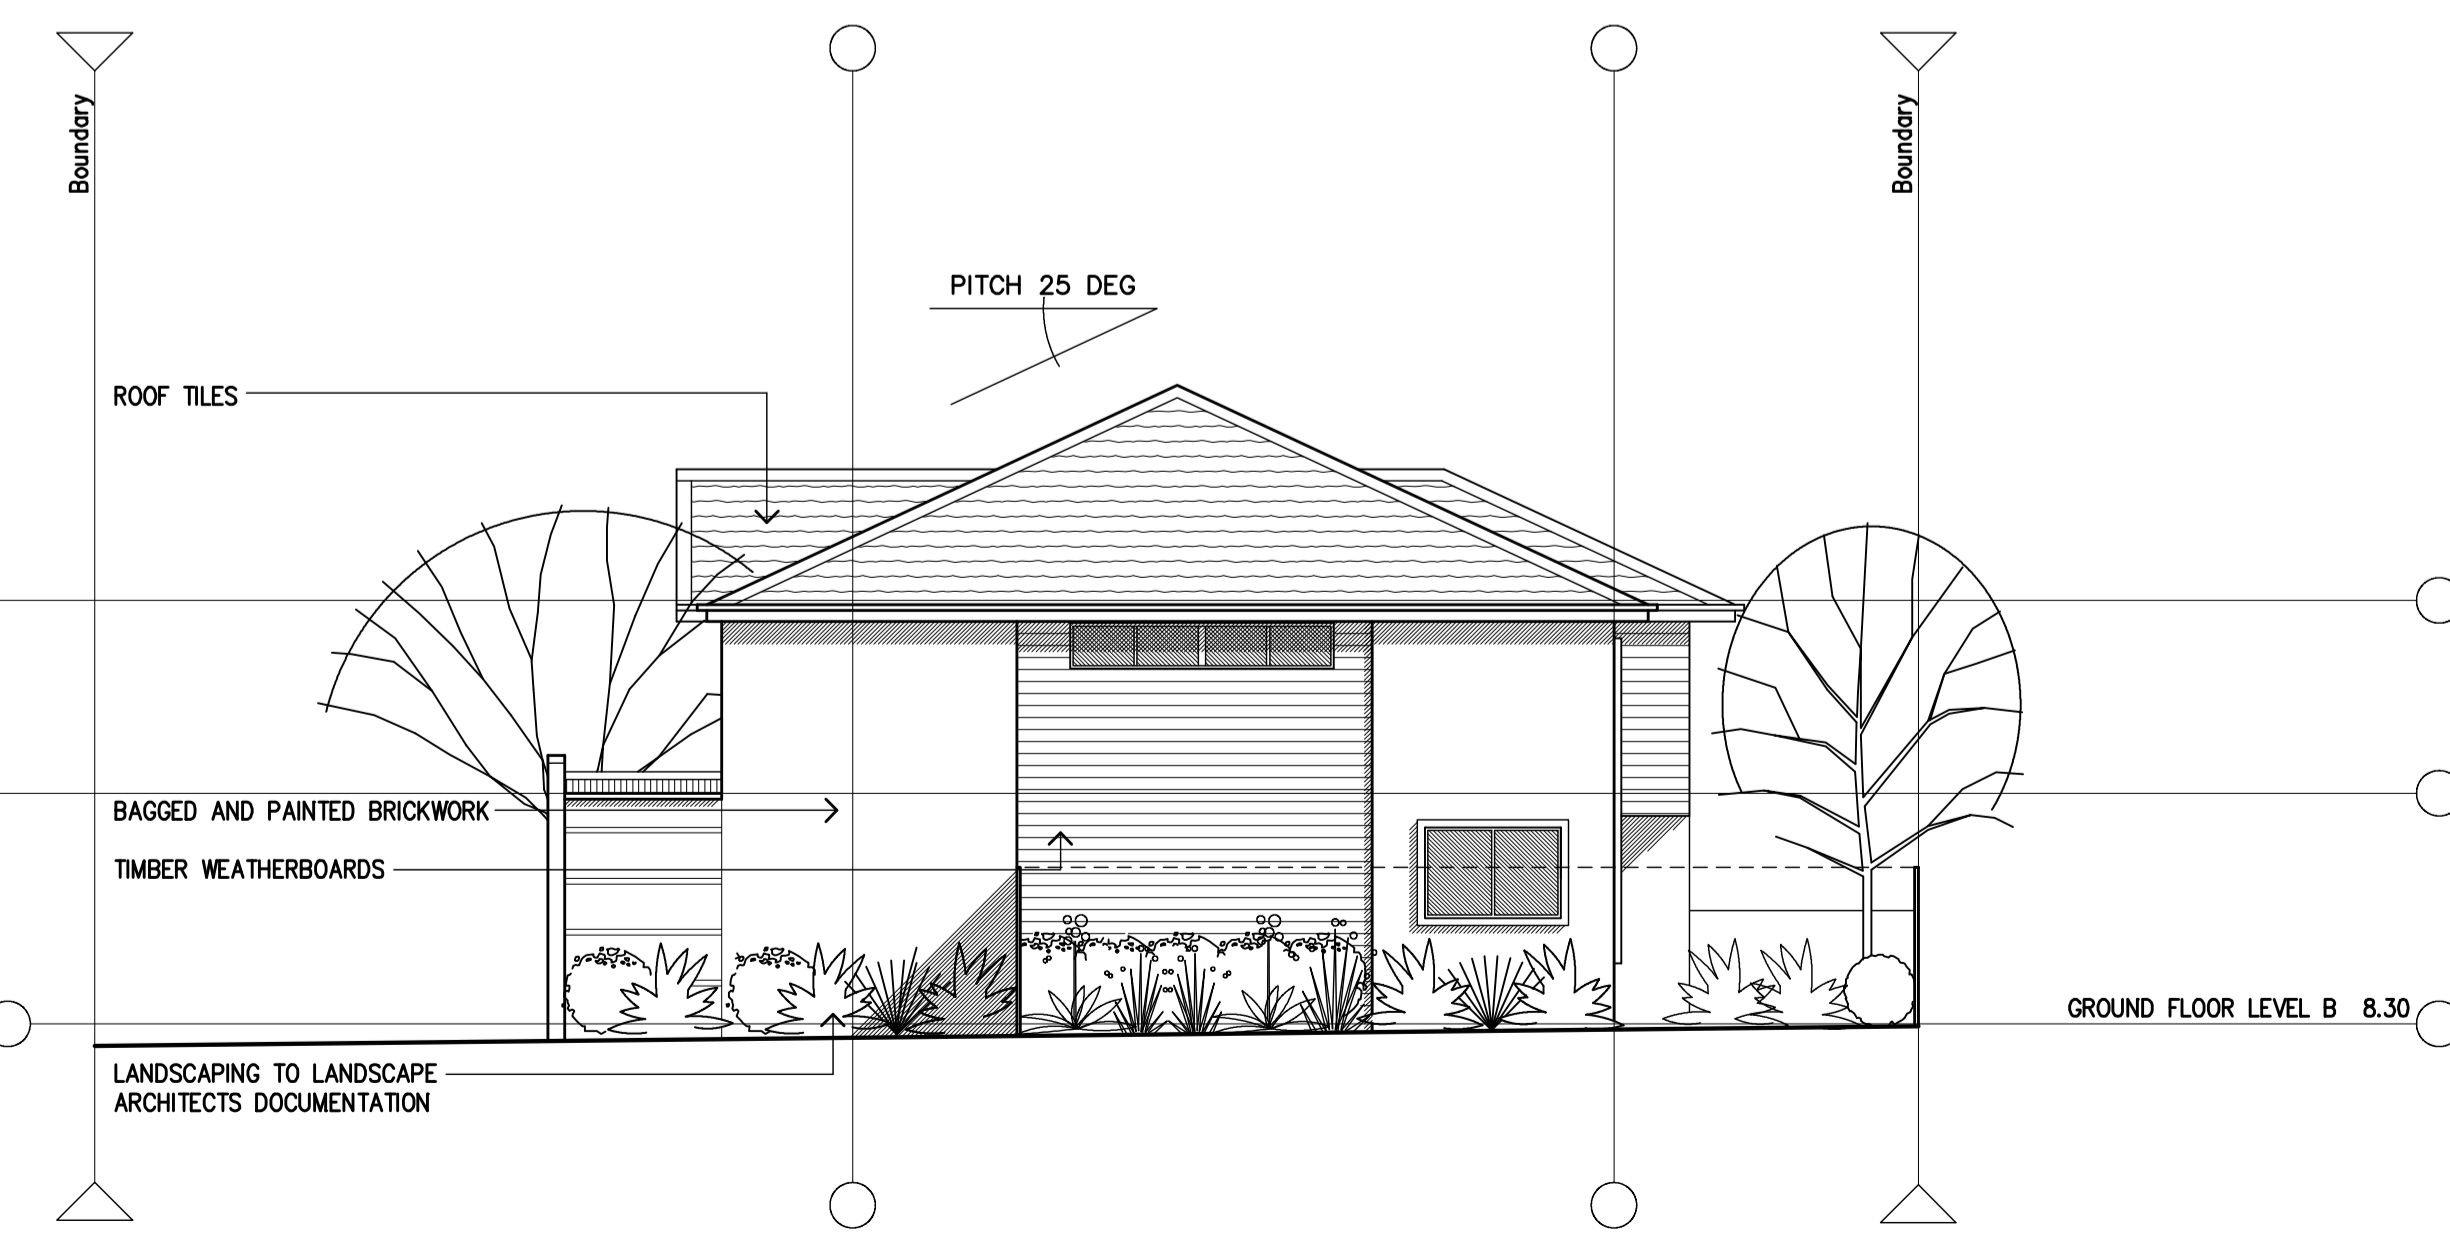 Boundary
Boundary
PITCH 25 DEG
ROOF TILES
BAGGED AND PAINTED BRICKWORK
TIMBER WEATHERBOARDS
GROUND FLOOR LEVEL B 8.30
LANDSCAPING TO LANDSCAPE
ARCHITECTS DOCUMENTATION